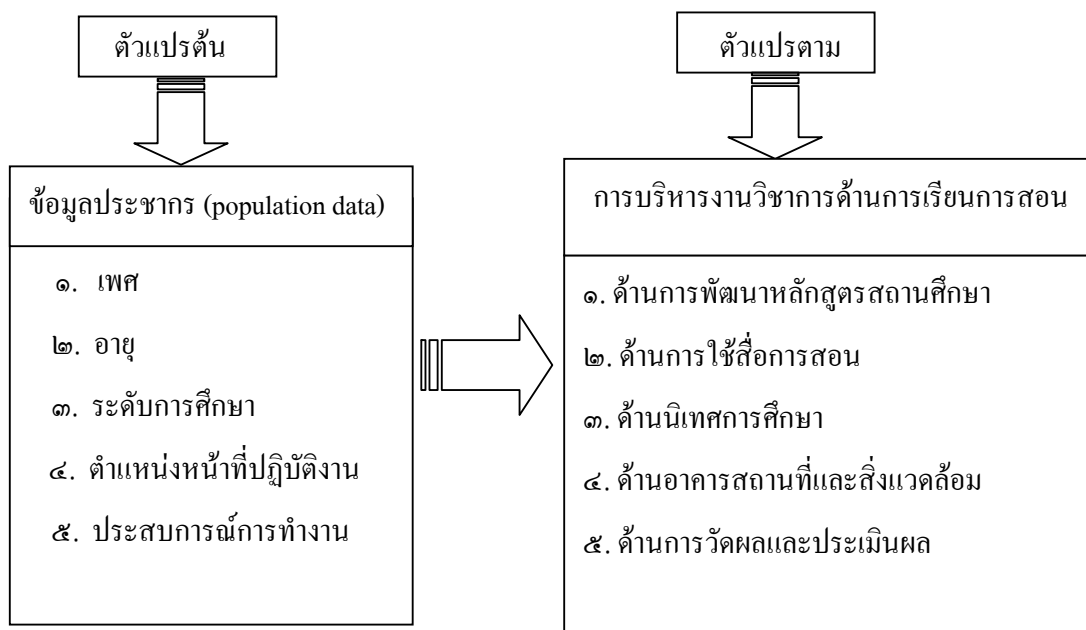 ตัวแปรต้น
ข้อมูลประชากร (population data)
๑. เพศ
๒. อายุ
๓. ระดับการศึกษา
๔. ตำแหน่งหน้าที่ปฏิบัติงาน
๕. ประสบการณ์การทำงาน
ตัวแปรตาม
การบริหารงานวิชาการด้านการเรียนการสอน
๑. ด้านการพัฒนาหลักสูตรสถานศึกษา
๒. ด้านการใช้สื่อการสอน
๓. ด้านนิเทศการศึกษา
๔. ด้านอาคารสถานที่และสิ่งแวดล้อม
๕. ด้านการวัดผลและประเมินผล